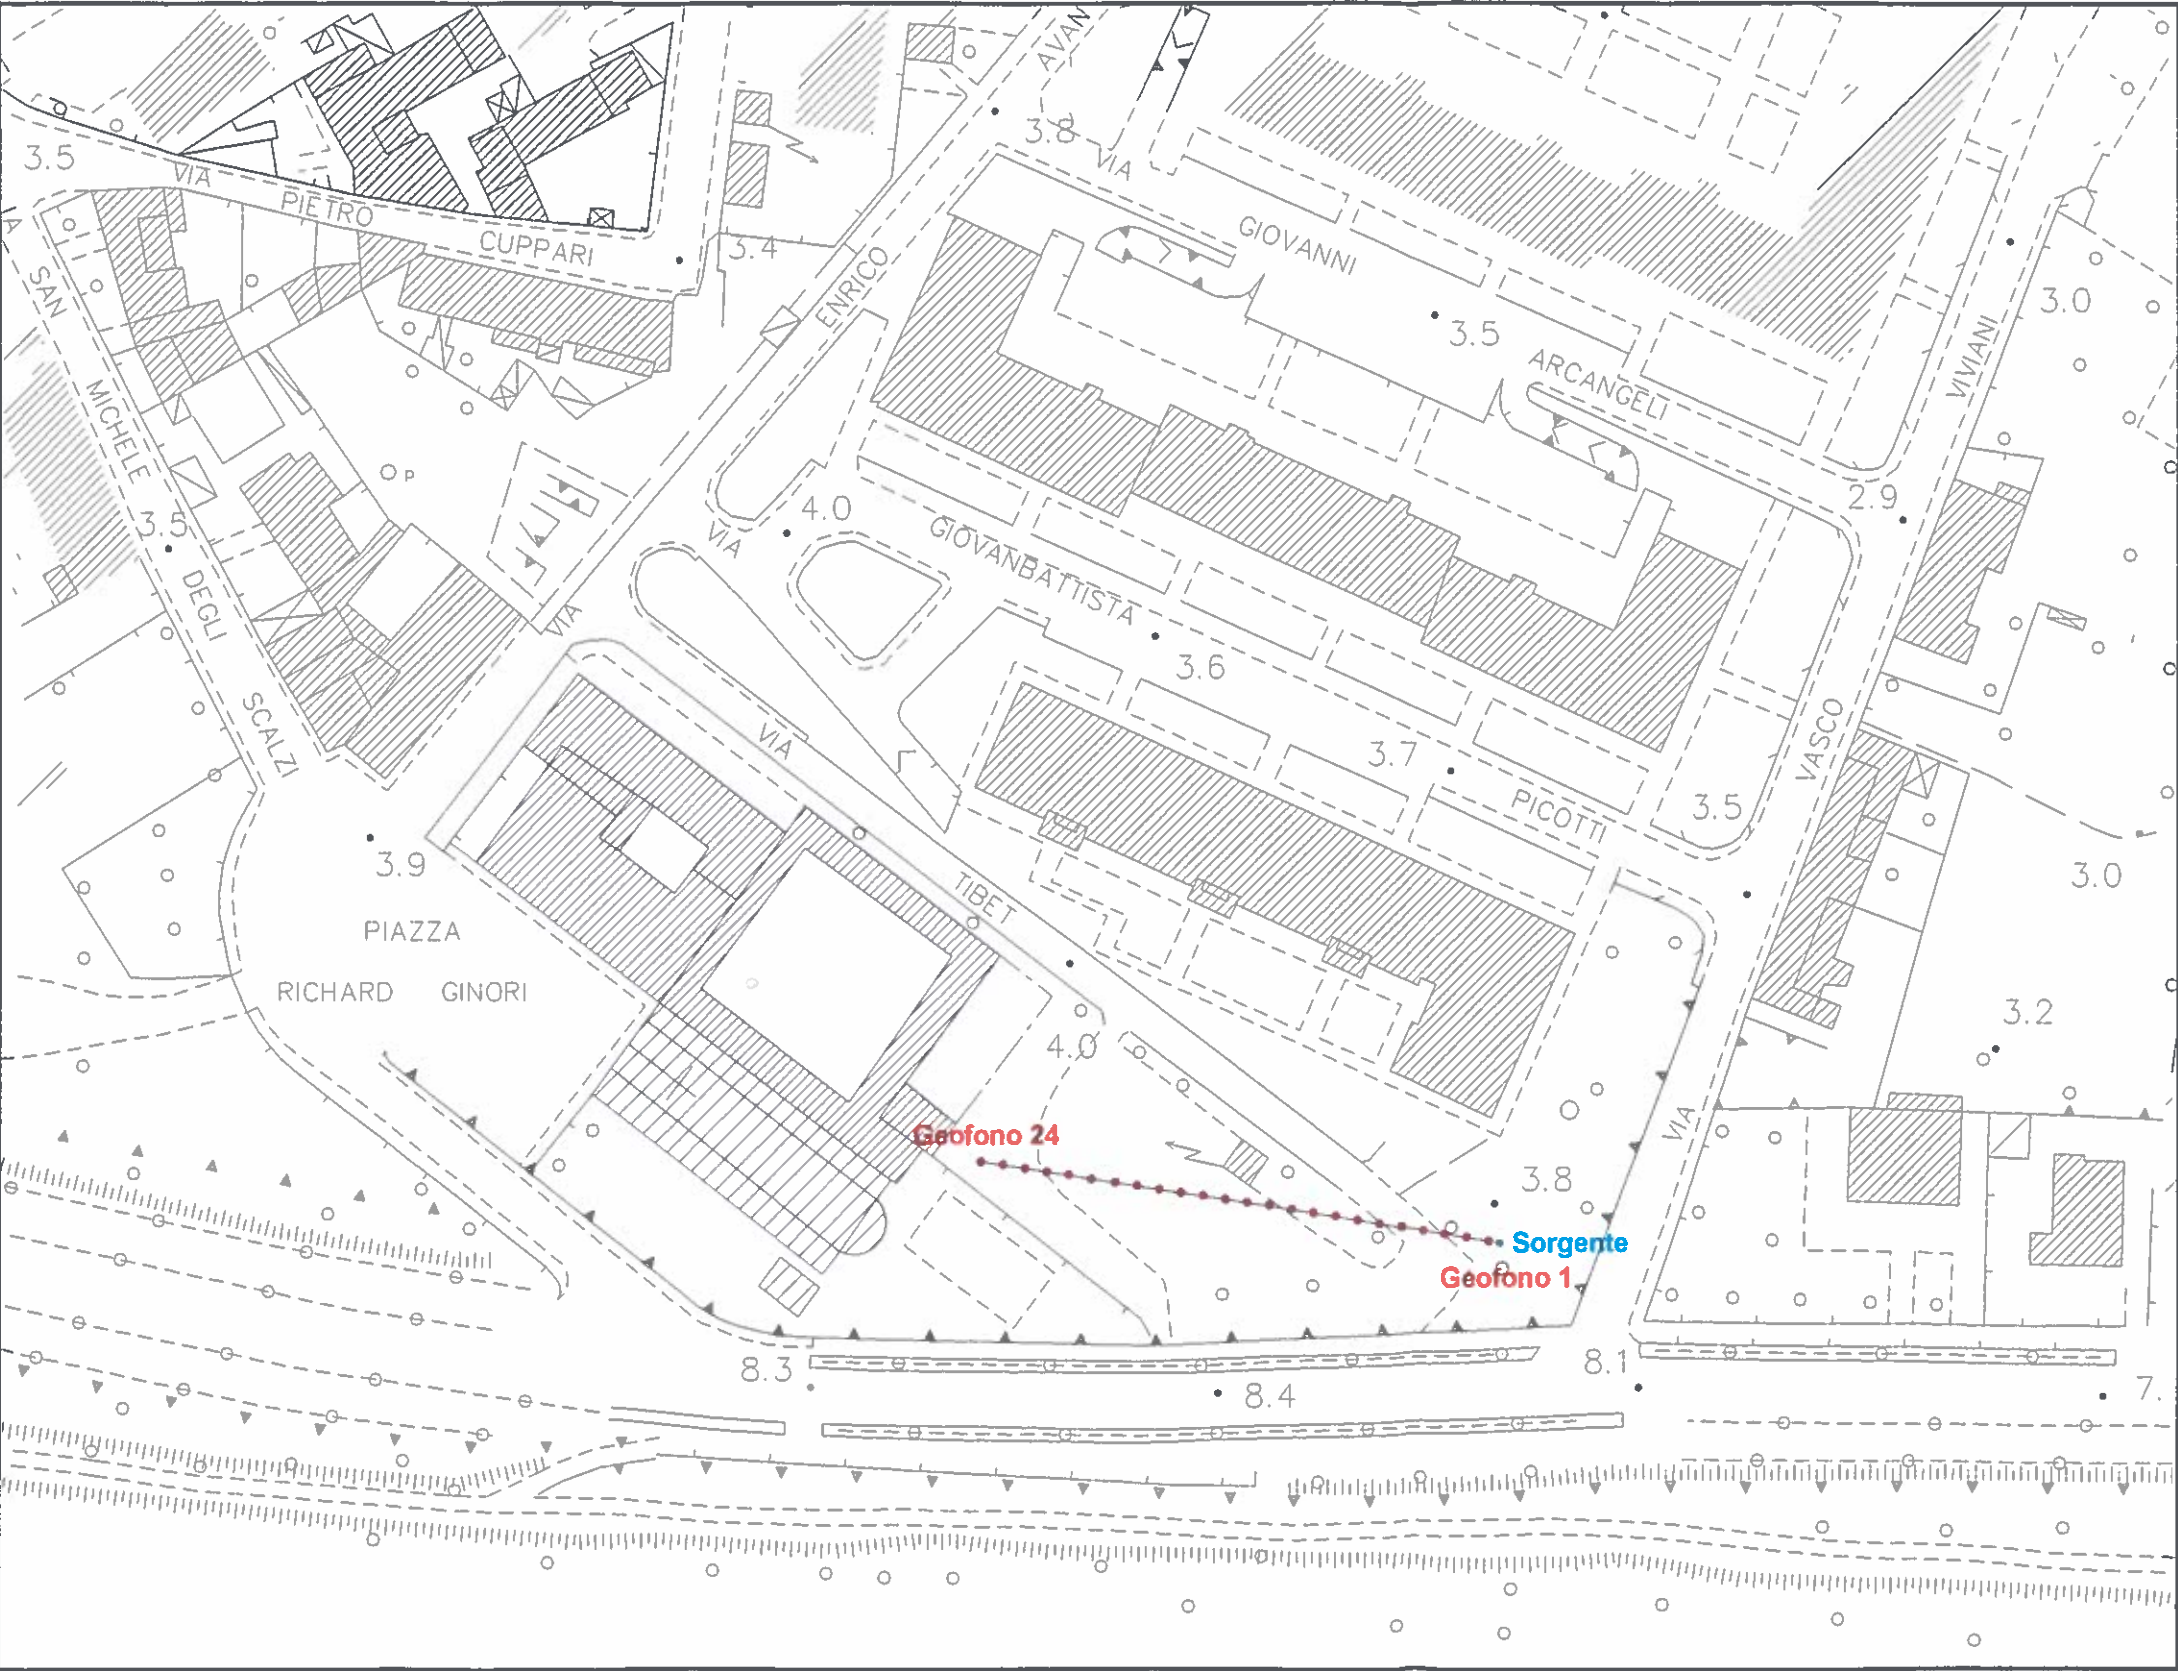 AVAN
3.8
VIA
3.5
VIA
PIETRO
CUPPARI
3.4
GIOVANNI
ENRICO
3.0
3.5
ARCANGELI
VIVIANI
A
SAN
MICHELE
P
2.9
3.5
4.0
VIA
GIOVANBATTISTA
DEGLI
VIA
3.6
SCALZI
VIA
3.7
VASCO
PICOTTI
3.5
3.9
TIBET
3.0
PIAZZA
RICHARD GINORI
3.2
4.0
VIA
Geofono 24
3.8
Sorgente
Geofono 1
8.3
8.1
8.4
7.